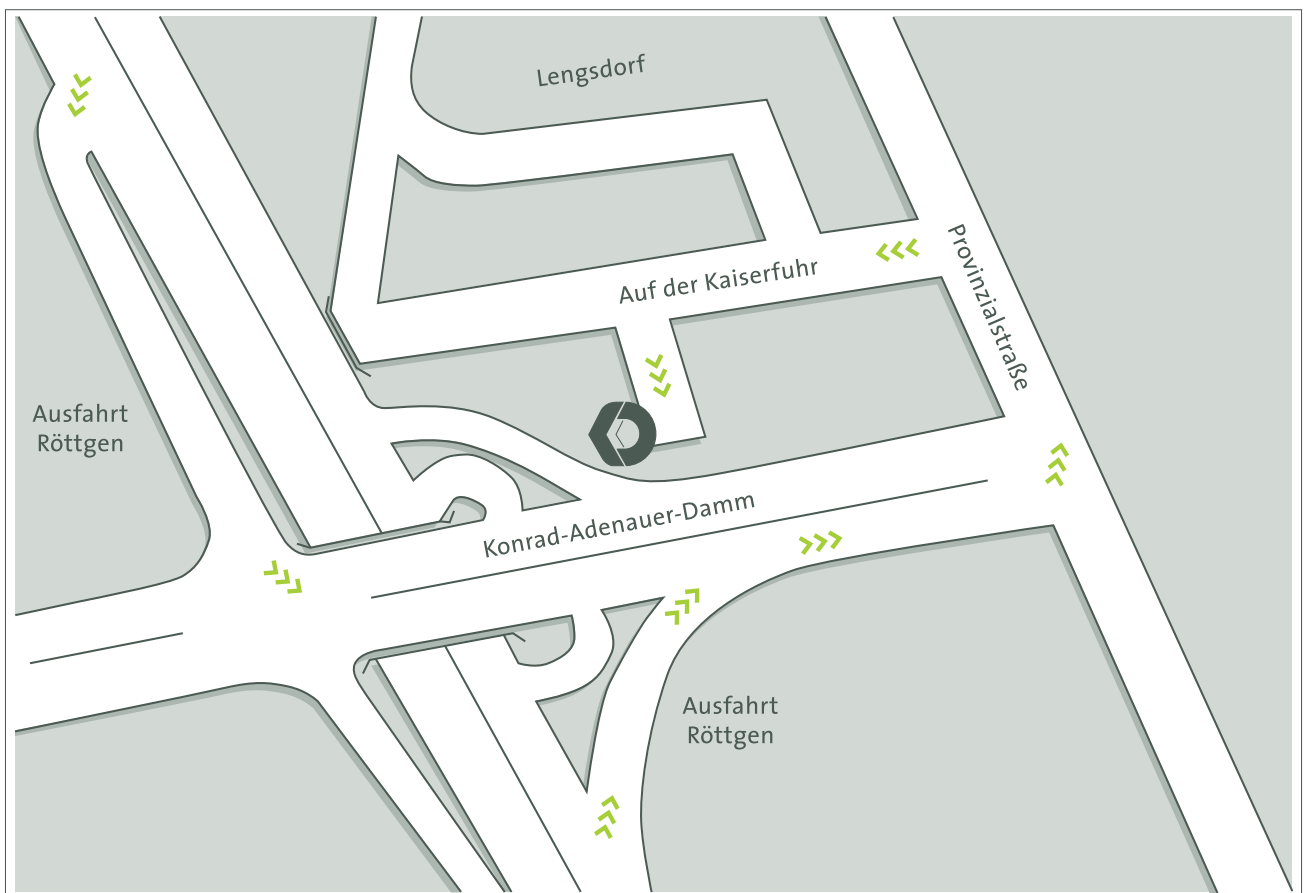 Lengsdorf
Provinzialstraße
Auf der Kaiserfuhr
Ausfahrt
Röttgen
Konrad-Adenauer-Damm
Ausfahrt
Röttgen